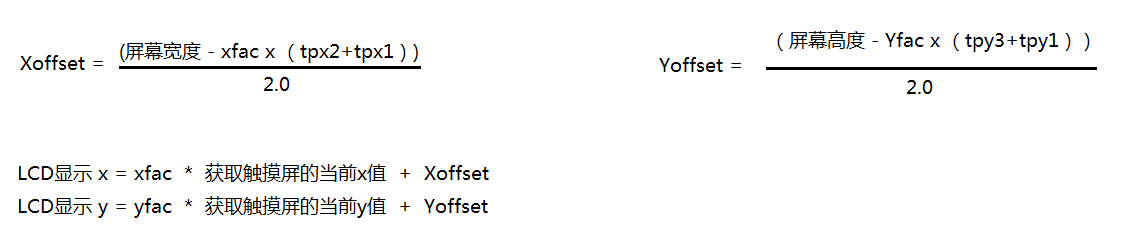 Xoffset = (屏幕宽度 - xfac x （tpx2+tpx1）)
2.0
Yoffset = （屏幕高度 - Yfac x （tpy3+tpy1））
2.0
LCD显示 x = xfac * 获取触摸屏的当前x值 + Xoffset
LCD显示 y = yfac * 获取触摸屏的当前y值 + Yoffset